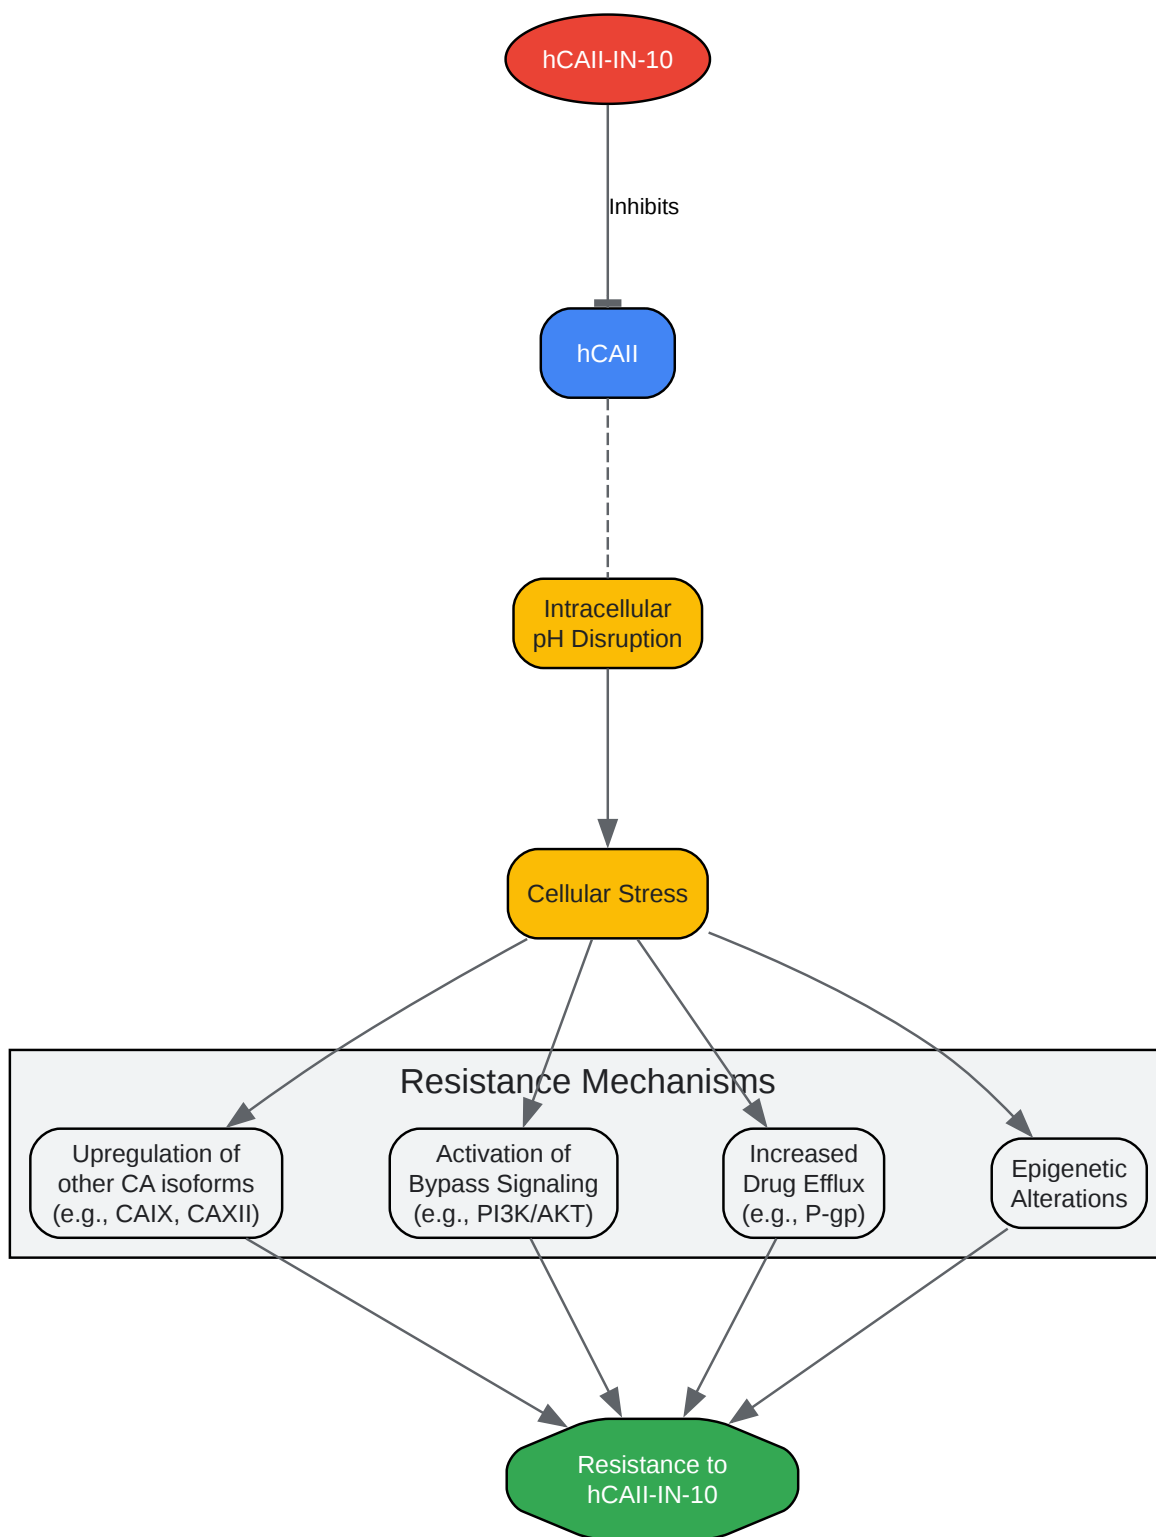 hCAII-IN-10
Inhibits
hCAII
Intracellular
pH Disruption
Cellular Stress
Resistance Mechanisms
Upregulation of
other CA isoforms
(e.g., CAIX, CAXII)
Activation of
Bypass Signaling
(e.g., PI3K/AKT)
Increased
Drug Efflux
(e.g., P-gp)
Epigenetic
Alterations
Resistance to
hCAII-IN-10